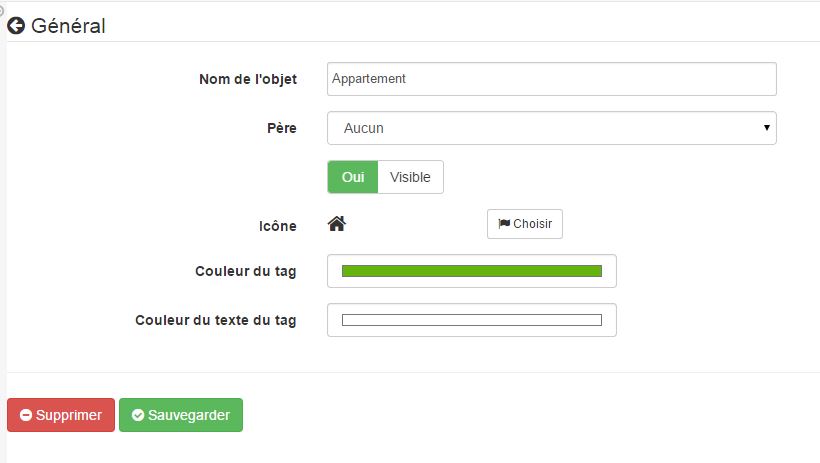 Général
Nom de l'objet Appartement
Père Aucun
Oui Visible
Icône Choisir
Couleur du tag
Couleur du texte du tag
Supprimer Sauvegarder